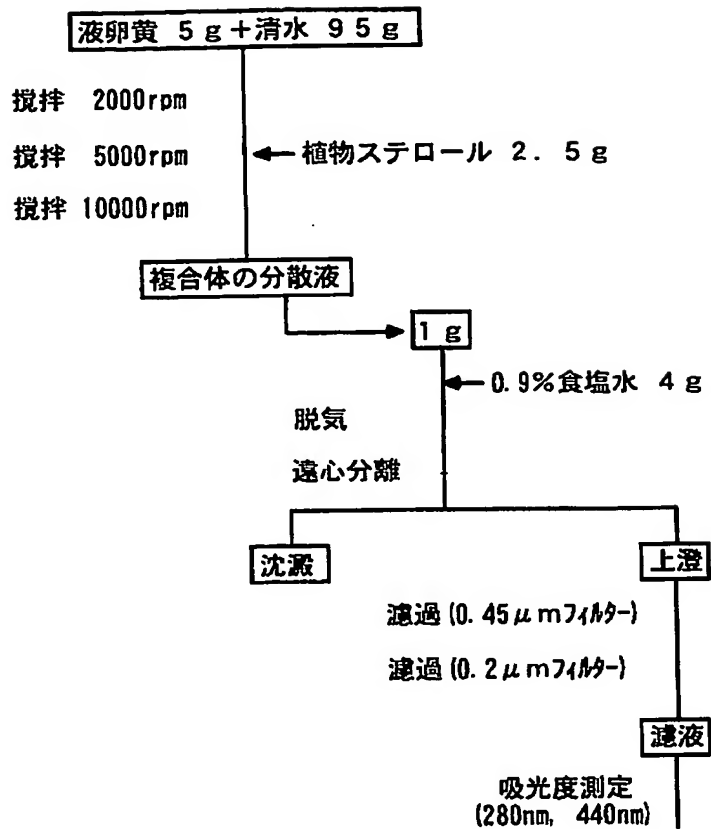 液卵黄 5g+清水 95g
撹拌 2000rpm
撹拌 5000rpm
植物ステロール 2.5g
撹拌 10000rpm
複合体の分散液
1g
0.9%食塩水 4g
脱気
遠心分離
沈澱
上澄
濾過(0.45μmフィルター)
濾過(0.2μmフィルター)
濾液
吸光度測定
(280nm, 440nm)